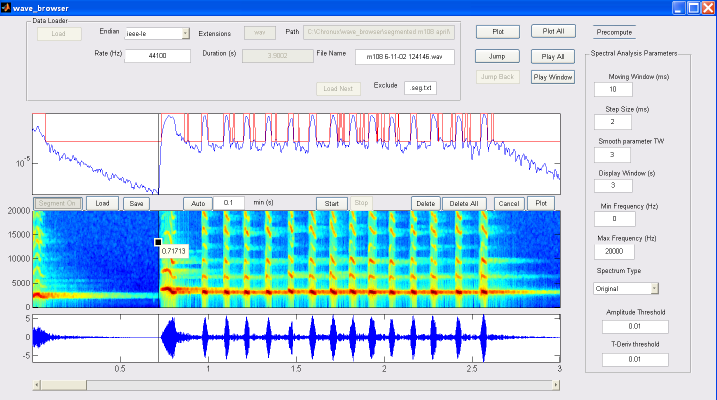 wave_browser
Data Loader
Load
Endian
ieee-le
Extensions
wav
Path
C:\Chronux\wave_browser\segmented m108 april\
Rate (Hz)
44100
Duration (s)
3.9002
File Name
m108 6-11-02 124146.wav
Load Next
Exclude
.seg.txt
Plot
Plot All
Precompute
Jump
Play All
Jump Back
Play Window
Spectral Analysis Parameters
Moving Window (ms)
10
Step Size (ms)
2
Smooth parameter TW
3
Display Window (s)
3
Min Frequency (Hz)
0
Max Frequency (Hz)
20000
Spectrum Type
Original
Amplitude Threshold
0.01
T-Deriv threshold
0.01
10-5
Segment On
Load
Save
Auto
0.1
min (s)
Start
Stop
Delete
Delete All
Cancel
Plot
20000
15000
10000
5000
0
0.71713
5
0
-5
0.5
1
1.5
2
2.5
3